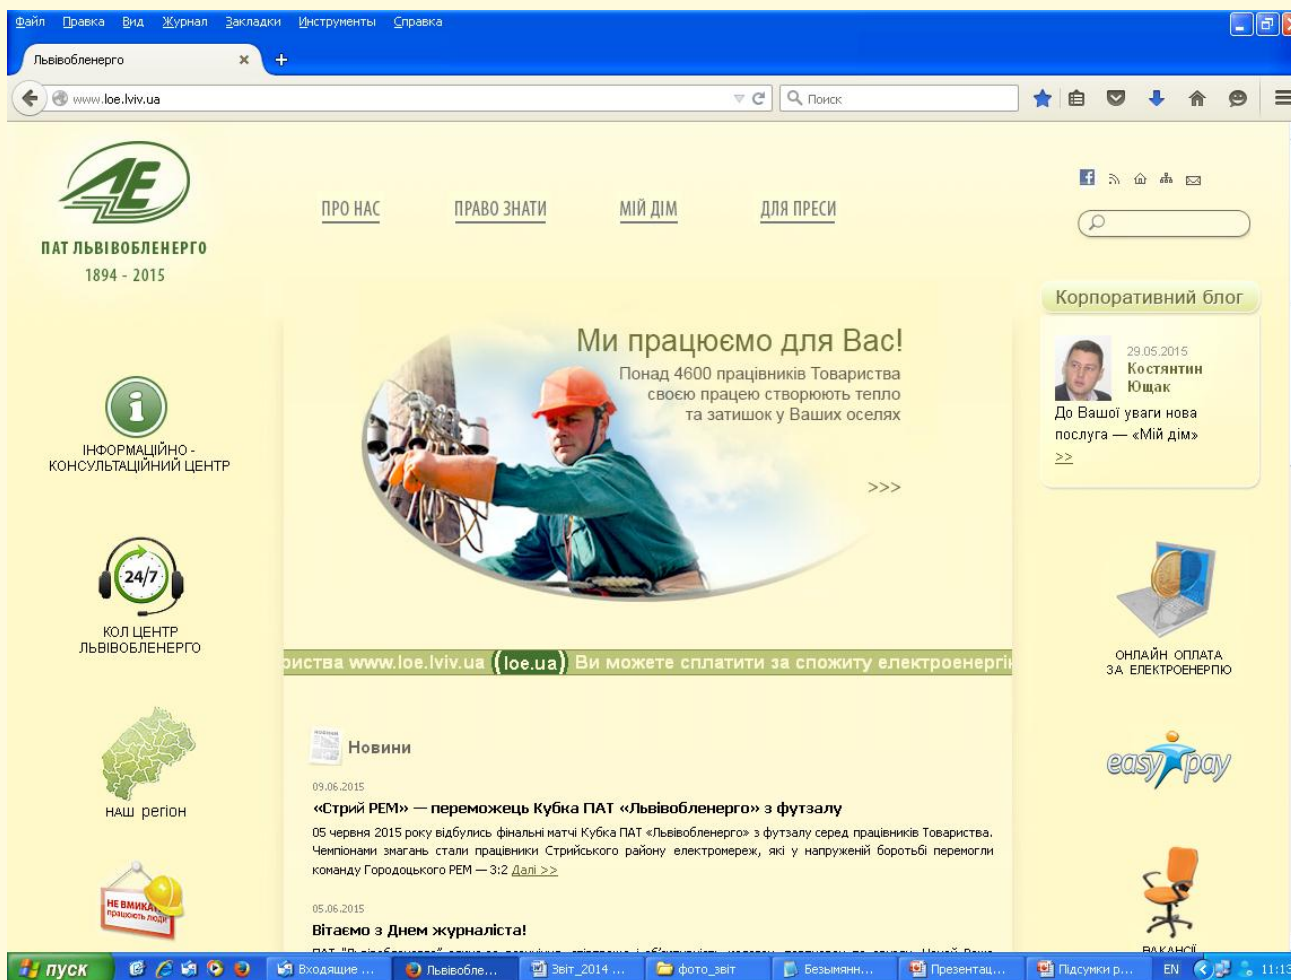 Файл Правка Вид Журнал Закладки Инструменты Справка
Львівобленерго
www.loe.lviv.ua
Поиск
ЛЕ
ПАТ ЛЬВІВОБЛЕНЕРГО
1894 - 2015
ПРО НАС ПРАВО ЗНАТИ МІЙ ДІМ ДЛЯ ПРЕСИ
ІНФОРМАЦІЙНО -
КОНСУЛЬТАЦІЙНИЙ ЦЕНТР
24/7
КОЛ ЦЕНТР
ЛЬВІВОБЛЕНЕРГО
НАШ регіОН
НЕ ВМИКАТИ
працюють люди
Ми працюємо для Вас!
Понад 4600 працівників Товариства
своєю працею створюють тепло
та затишок у Ваших оселях
>>>
риства www.loe.lviv.ua (loe.ua) Ви можете сплатити за спожиту електроенергію
Новини
09.06.2015
«Стрий РЕМ» — переможець Кубка ПАТ «Львівобленерго» з футзалу
05 червня 2015 року відбулись фінальні матчі Кубка ПАТ «Львівобленерго» з футзалу серед працівників Товариства.
Чемпіонами змагань стали працівники Стрийського району електромереж, які у напруженій боротьбі перемогли
команду Городоцького РЕМ — 3:2 Далі >>
05.06.2015
Вітаємо з Днем журналіста!
Корпоративний блог
29.05.2015
Костянтин
Ющак
До Вашої уваги нова
послуга — «Мій дім»
>>
ОНЛАЙН ОПЛАТА
ЗА ЕЛЕКТРОЕНЕРГІЮ
easypay
ВАКАНСІЇ
пуск Входящие ... Львівобле... Звіт_2014 ... фото_звіт Безымянн... Презентац... Підсумки р... EN 11:13